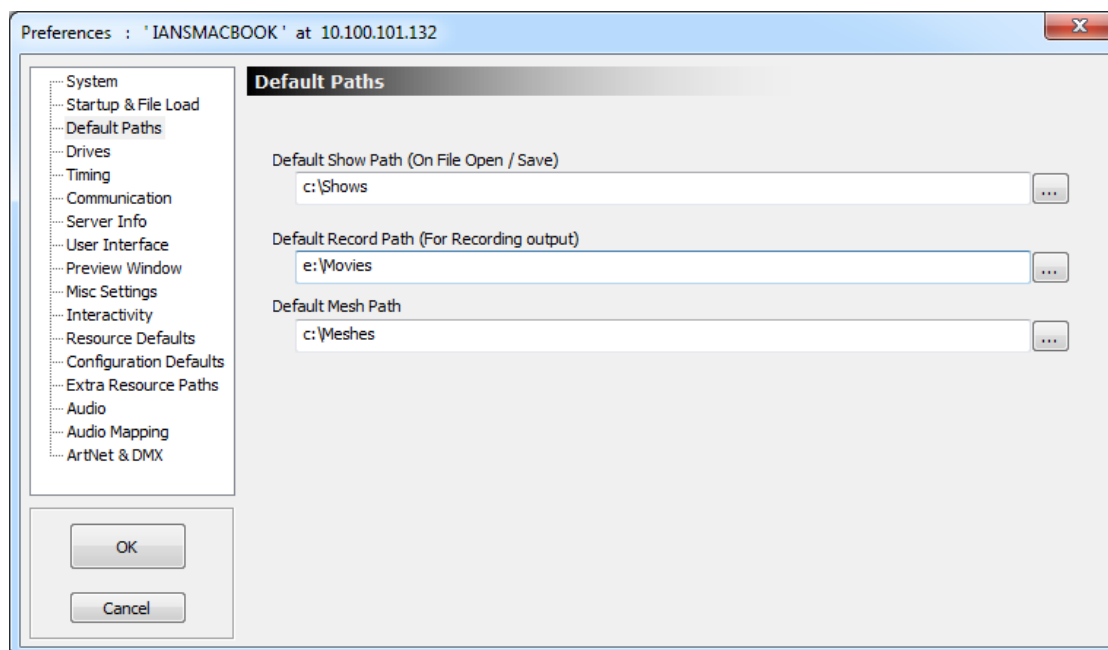 Preferences : ' IANSMACBOOK ' at 10.100.101.132
System
Startup & File Load
Default Paths
Drives
Timing
Communication
Server Info
User Interface
Preview Window
Misc Settings
Interactivity
Resource Defaults
Configuration Defaults
Extra Resource Paths
Audio
Audio Mapping
ArtNet & DMX
OK
Cancel
Default Paths
Default Show Path (On File Open / Save)
c:\Shows
...
Default Record Path (For Recording output)
e:\Movies
...
Default Mesh Path
c:\Meshes
...